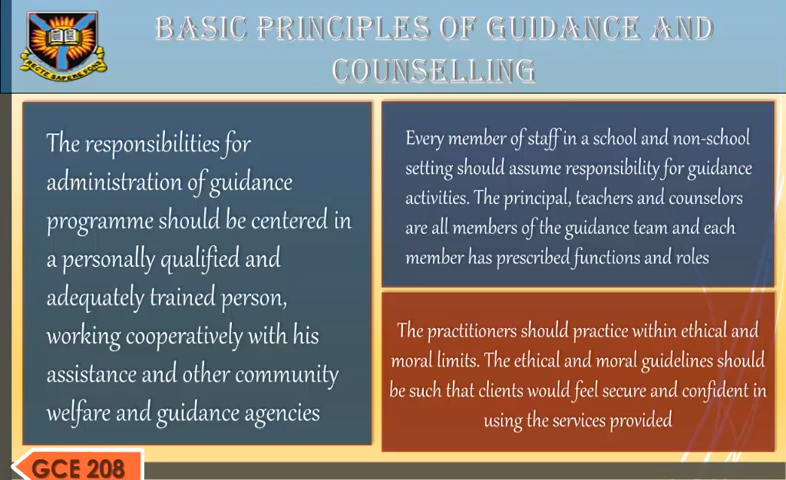 BASIC PRINCIPLES OF GUIDANCE AND
COUNSELLING
RECTE SAPERE FONS
The responsibilities for
administration of guidance
programme should be centered in
a personally qualified and
adequately trained person,
working cooperatively with his
assistance and other community
welfare and guidance agencies
Every member of staff in a school and non-school
setting should assume responsibility for guidance
activities. The principal, teachers and counselors
are all members of the guidance team and each
member has prescribed functions and roles
The practitioners should practice within ethical and
moral limits. The ethical and moral guidelines should
be such that clients would feel secure and confident in
using the services provided
GCE 208